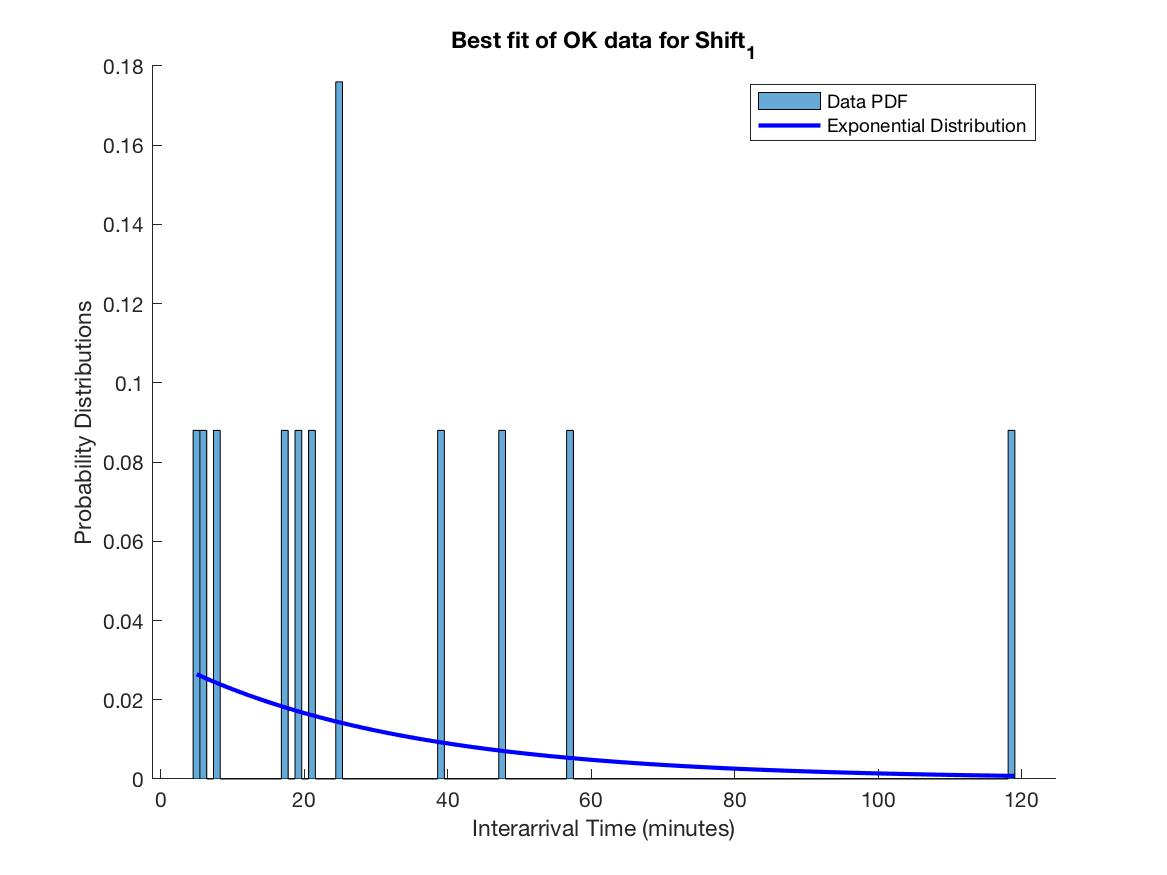 Best fit of OK data for Shift₁
Data PDF
Exponential Distribution
Probability Distributions
0.18
0.16
0.14
0.12
0.1
0.08
0.06
0.04
0.02
0
0 20 40 60 80 100 120
Interarrival Time (minutes)